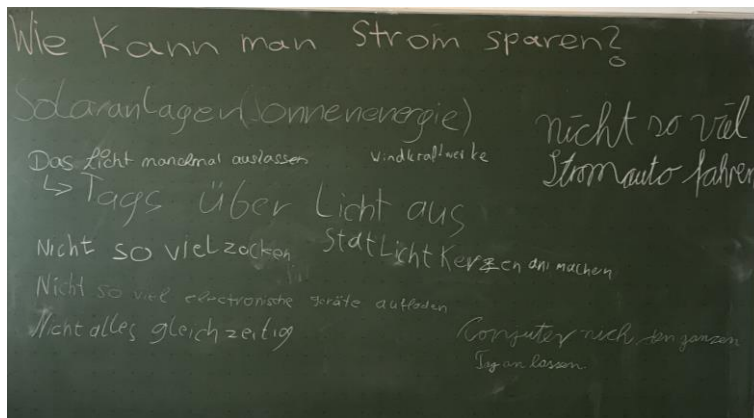 Wie kann man Strom sparen?
Solaranlagen (Sonnenenergie)
nicht so viel
Stromauto fahren
Das Licht manchmal auslassen
Windkraftwerke
↳ Tags über Licht aus
Nicht so viel zocken
Statt Licht Kerzen an machen
Nicht so viel electronische geräte aufladen
Nicht alles gleichzeitig
Computer nich den ganzen
Tag an lassen.